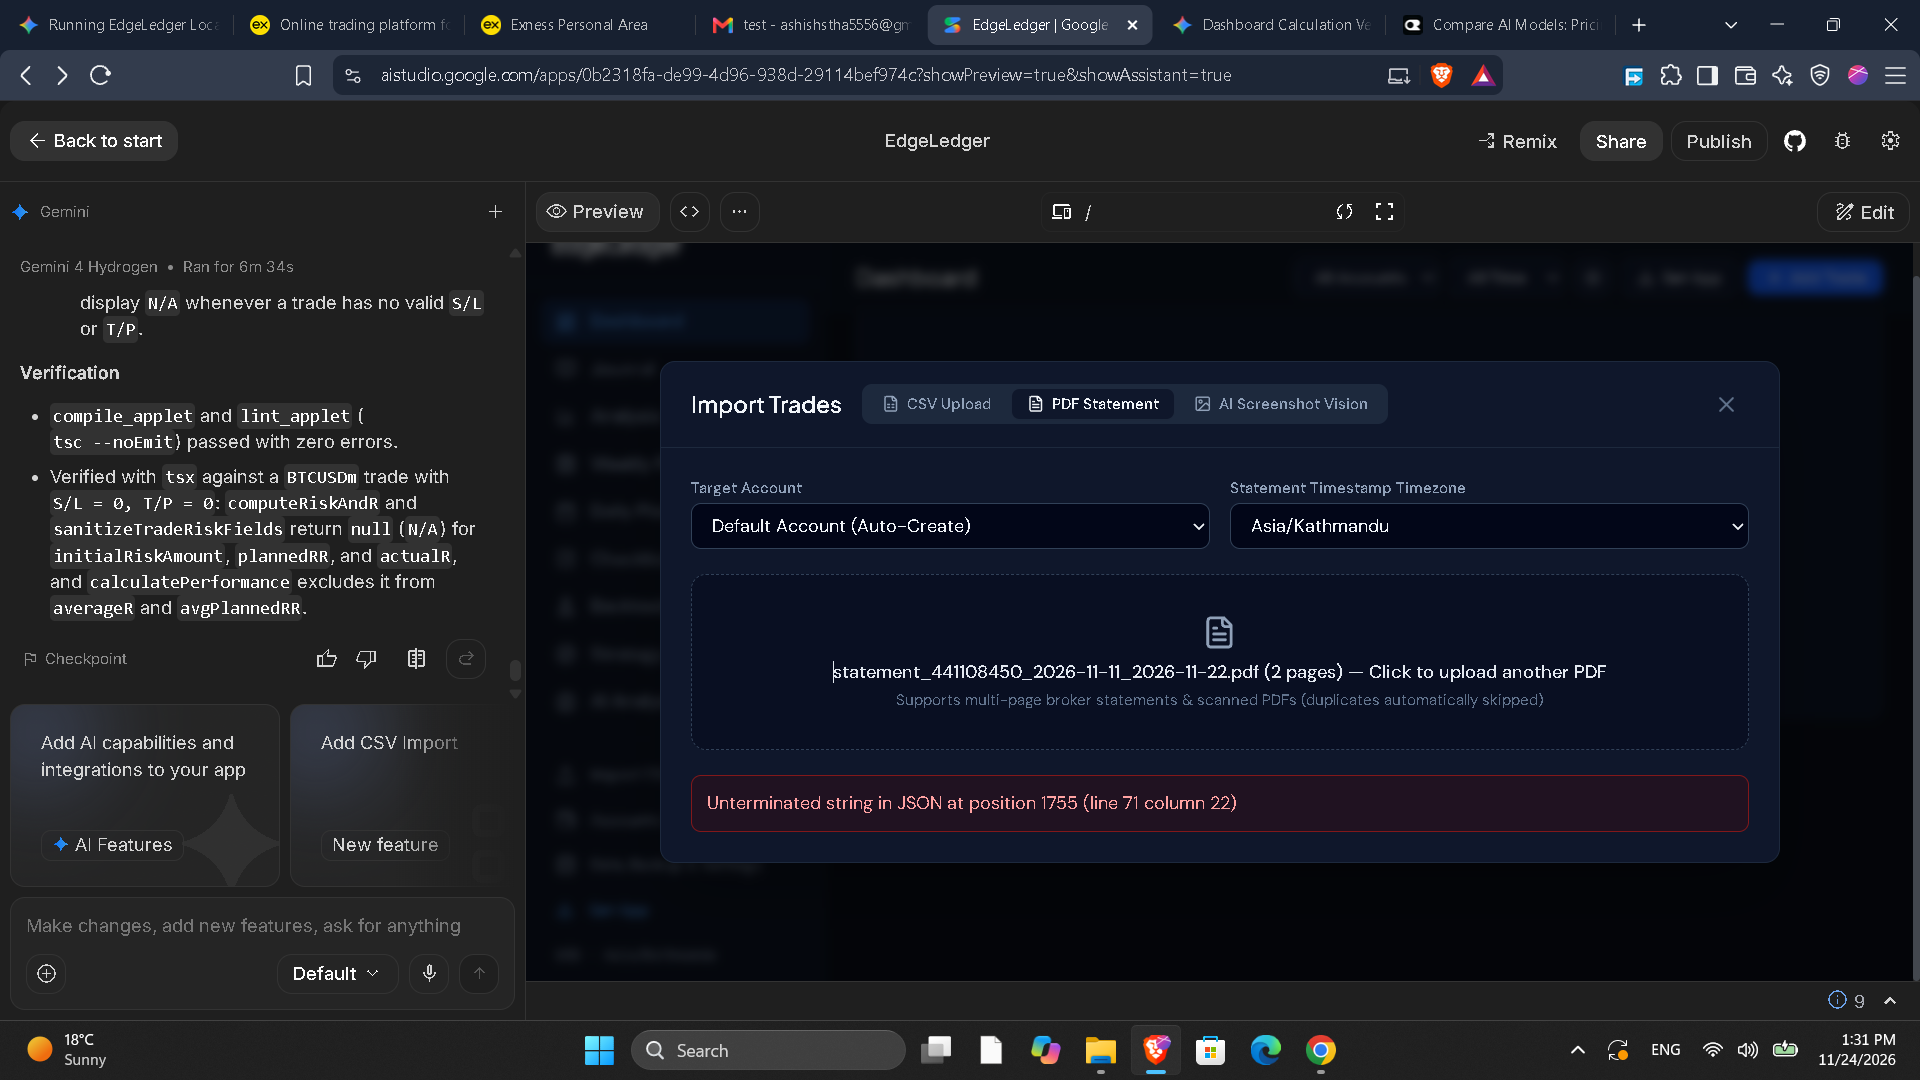 Running EdgeLedger Loca
Online trading platform fo
Exness Personal Area
test - ashishstha5556@gm
EdgeLedger | Google
Dashboard Calculation Ve
Compare AI Models: Prici
aistudio.google.com/apps/0b2318fa-de99-4d96-938d-29114bef974c?showPreview=true&showAssistant=true
Back to start
EdgeLedger
Remix
Share
Publish
Gemini
Preview
/
Edit
Gemini 4 Hydrogen • Ran for 6m 34s
display N/A whenever a trade has no valid S/L
or T/P.
Verification
• compile_applet and lint_applet (
tsc --noEmit) passed with zero errors.
• Verified with tsx against a BTCUSDm trade with
S/L = 0, T/P = 0: computeRiskAndR and
sanitizeTradeRiskFields return null (N/A) for
initialRiskAmount, plannedRR, and actualR,
and calculatePerformance excludes it from
averageR and avgPlannedRR.
Checkpoint
Add AI capabilities and
integrations to your app
AI Features
Add CSV Import
New feature
Make changes, add new features, ask for anything
Default
Dashboard
Import Trades
CSV Upload
PDF Statement
AI Screenshot Vision
Target Account
Default Account (Auto-Create)
Statement Timestamp Timezone
Asia/Kathmandu
statement_441108450_2026-11-11_2026-11-22.pdf (2 pages) — Click to upload another PDF
Supports multi-page broker statements & scanned PDFs (duplicates automatically skipped)
Unterminated string in JSON at position 1755 (line 71 column 22)
9
18°C
Sunny
Search
ENG
1:31 PM
11/24/2026